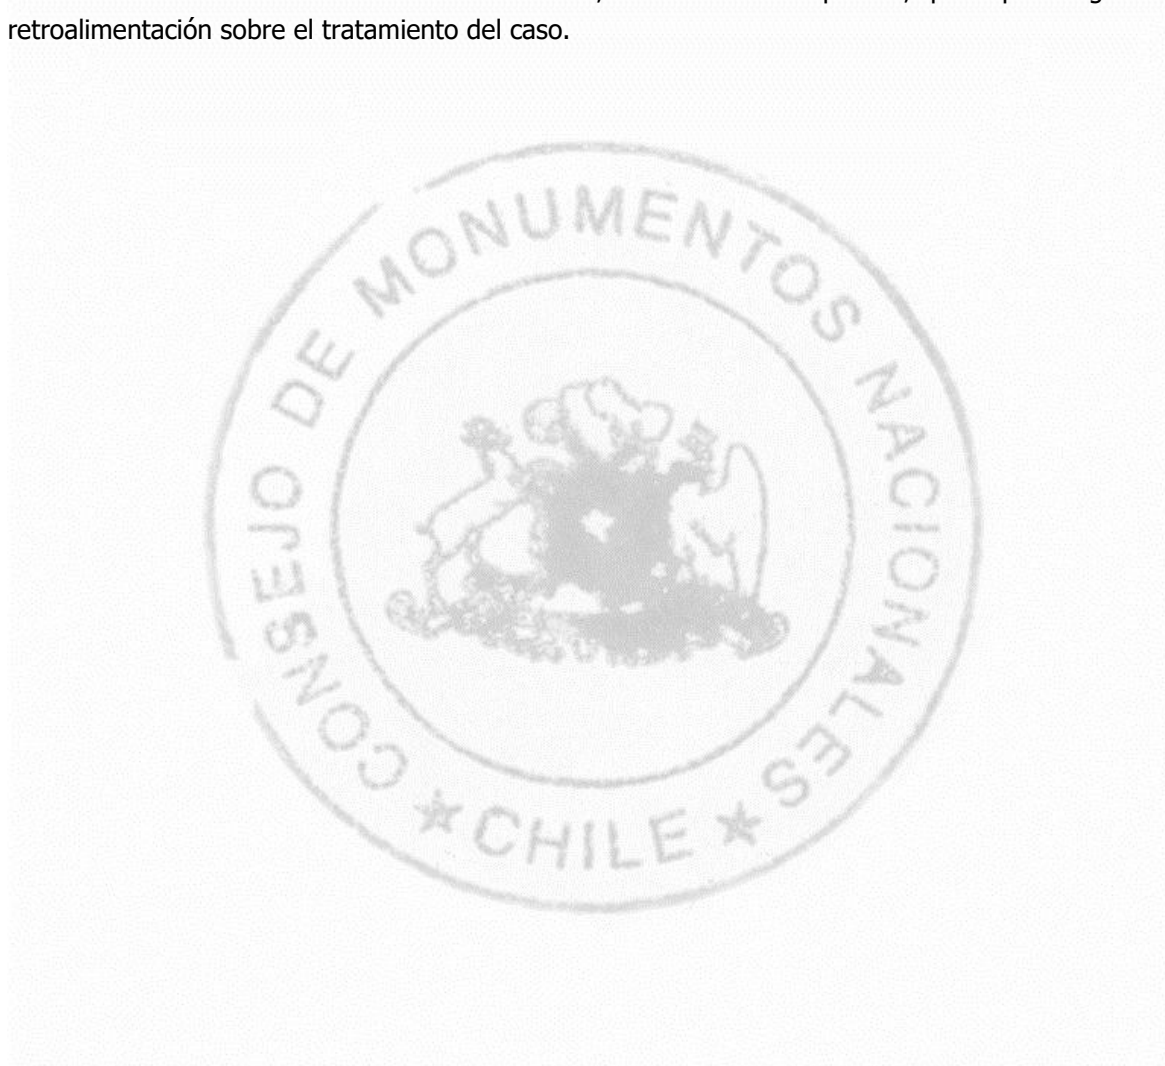 retroalimentación sobre el tratamiento del caso.
CONSEJO DE MONUMENTOS NACIONALES
* CHILE *